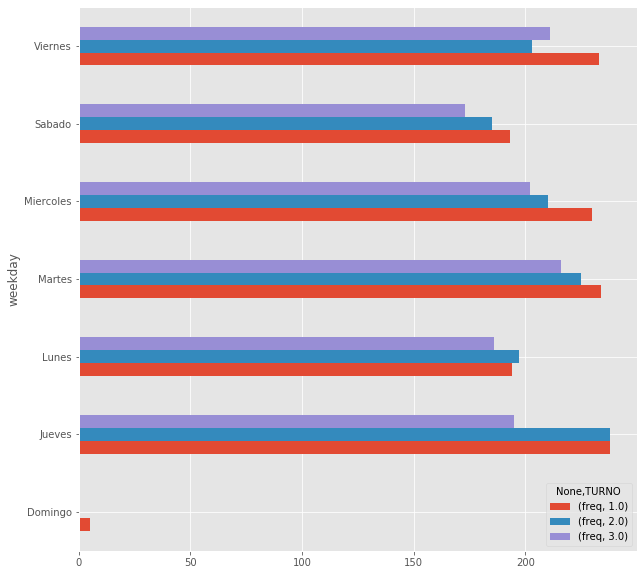 Viernes
Sabado
Miercoles
Martes
Lunes
Jueves
Domingo
weekday
0 50 100 150 200
None,TURNO
(freq, 1.0)
(freq, 2.0)
(freq, 3.0)